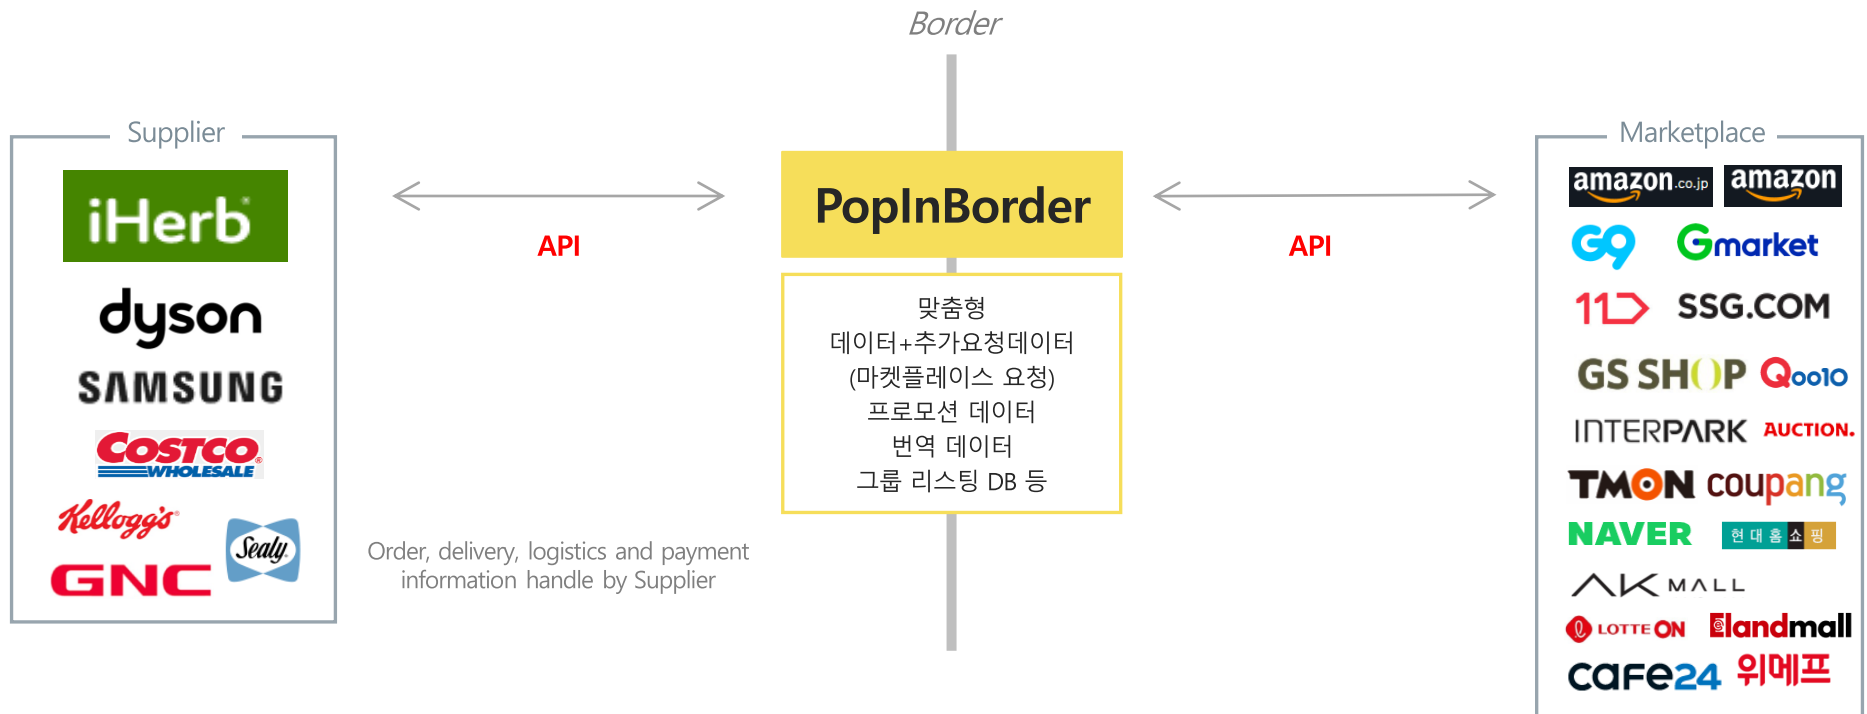 Border
Supplier
iHerb
dyson
SAMSUNG
COSTCO
WHOLESALE
Kellogg's
Sealy
GNC
API
Order, delivery, logistics and payment
information handle by Supplier
PopInBorder
맞춤형
데이터+추가요청데이터
(마켓플레이스 요청)
프로모션 데이터
번역 데이터
그룹 리스팅 DB 등
API
Marketplace
amazon.co.jp amazon
G9 Gmarket
11 SSG.COM
GS SHOP Qoo10
INTERPARK AUCTION.
TMON coupang
NAVER 현대홈쇼핑
AK MALL
LOTTE ON Elandmall
cafe24 위메프